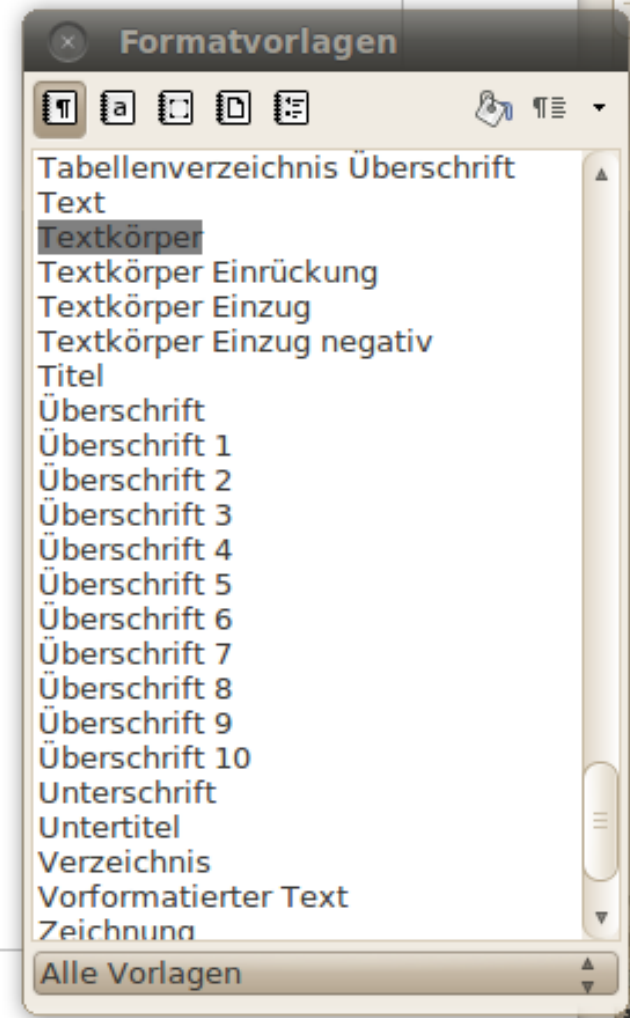 Formatvorlagen
a
Tabellenverzeichnis Überschrift
Text
Textkörper
Textkörper Einrückung
Textkörper Einzug
Textkörper Einzug negativ
Titel
Überschrift
Überschrift 1
Überschrift 2
Überschrift 3
Überschrift 4
Überschrift 5
Überschrift 6
Überschrift 7
Überschrift 8
Überschrift 9
Überschrift 10
Unterschrift
Untertitel
Verzeichnis
Vorformatierter Text
Zeichnung
Alle Vorlagen